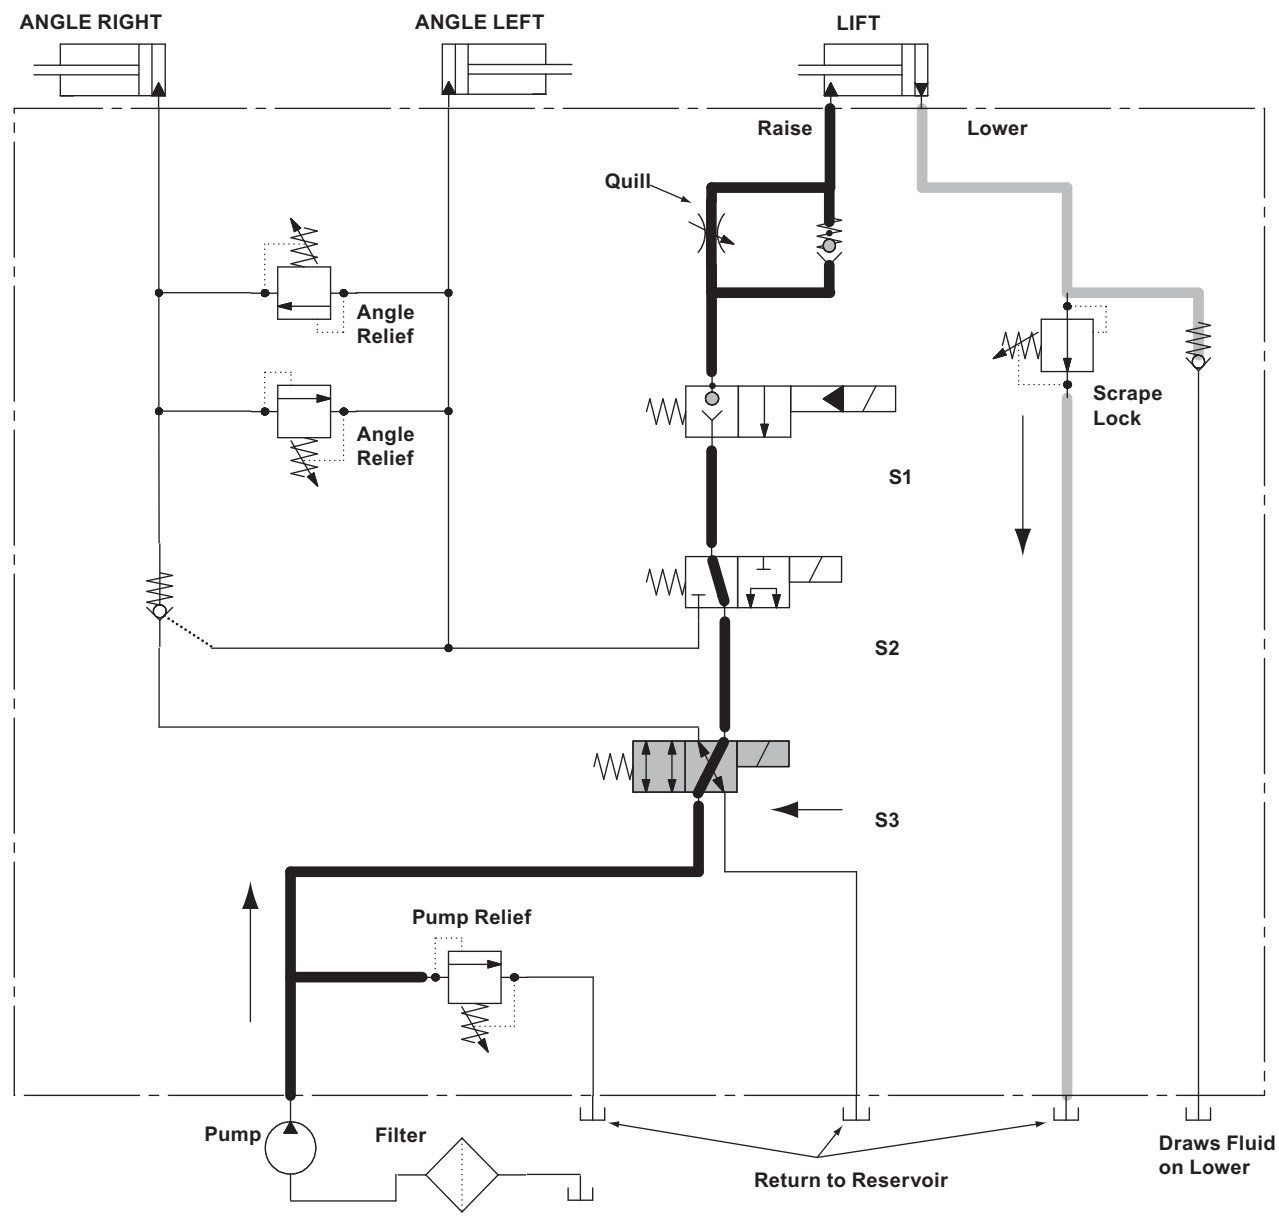 ANGLE RIGHT
ANGLE LEFT
LIFT
Raise
Lower
Quill
Angle
Relief
Angle
Relief
Scrape
Lock
S1
S2
S3
Pump Relief
Pump
Filter
Return to Reservoir
Draws Fluid
on Lower